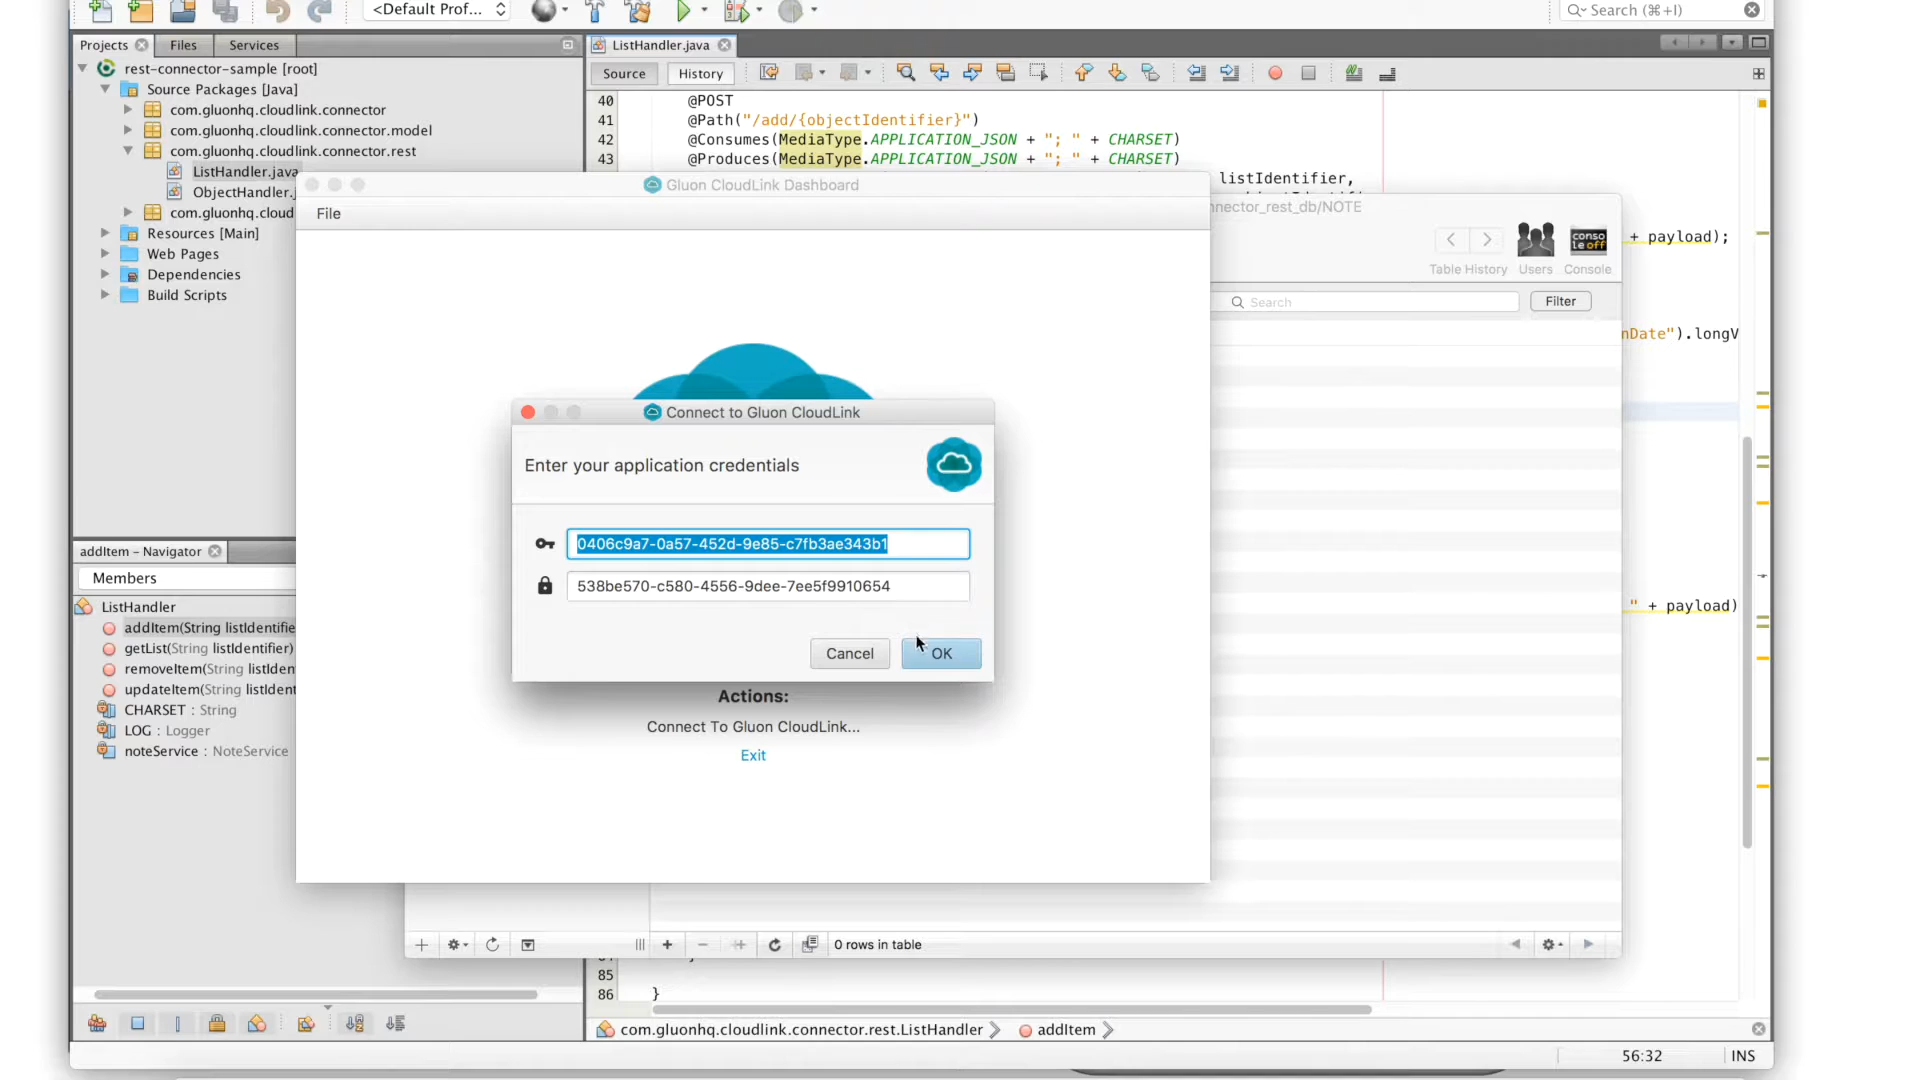 <Default Prof...
Search (⌘+I)
Projects
Files
Services
ListHandler.java
Source
History
rest-connector-sample [root]
Source Packages [Java]
com.gluonhq.cloudlink.connector
com.gluonhq.cloudlink.connector.model
com.gluonhq.cloudlink.connector.rest
ListHandler.java
ObjectHandler.j
com.gluonhq.cloud
Resources [Main]
Web Pages
Dependencies
Build Scripts
40 @POST
41 @Path("/add/{objectIdentifier}")
42 @Consumes(MediaType.APPLICATION_JSON + "; " + CHARSET)
43 @Produces(MediaType.APPLICATION_JSON + "; " + CHARSET)
listIdentifier,
+ payload);
nDate").longV
" + payload)
85
86 }
nnector_rest_db/NOTE
Table History
Users
conso
le off
Console
Search
Filter
Gluon CloudLink Dashboard
File
Connect to Gluon CloudLink
Enter your application credentials
0406c9a7-0a57-452d-9e85-c7fb3ae343b1
538be570-c580-4556-9dee-7ee5f9910654
Cancel
OK
Actions:
Connect To Gluon CloudLink...
Exit
addItem - Navigator
Members
ListHandler
addItem(String listIdentifie
getList(String listIdentifier)
removeItem(String listIden
updateItem(String listIdent
CHARSET : String
LOG : Logger
noteService : NoteService
0 rows in table
com.gluonhq.cloudlink.connector.rest.ListHandler
addItem
56:32
INS